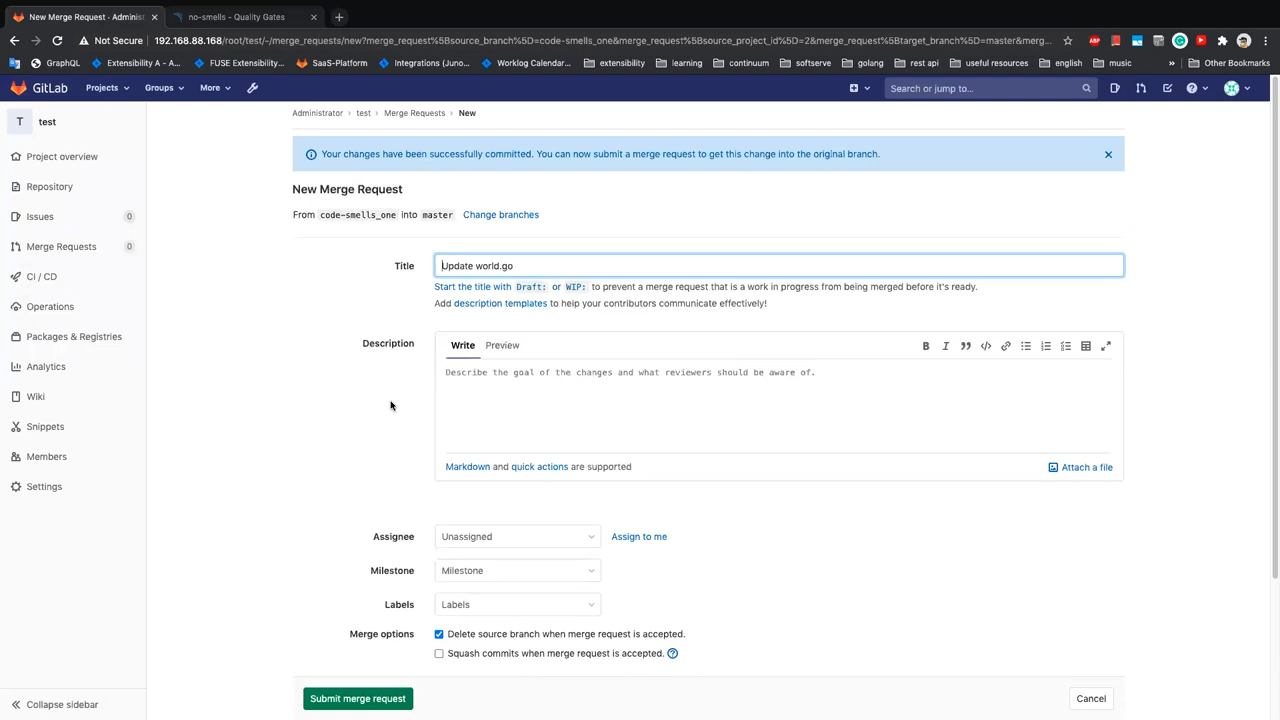 New Merge Request · Administ
no-smells - Quality Gates
Not Secure 192.168.88.168/root/test/-/merge_requests/new?merge_request%5Bsource_branch%5D=code-smells_one&merge_request%5Bsource_project_id%5D=2&merge_request%5Btarget_branch%5D=master&merg...
GraphQL Extensibility A - A... FUSE Extensibility... SaaS-Platform Integrations (Juno... Worklog Calendar... extensibility learning continuum softserve golang rest api useful resources english music Other Bookmarks
GitLab Projects Groups More Search or jump to...
T test
Administrator › test › Merge Requests › New
Project overview
Your changes have been successfully committed. You can now submit a merge request to get this change into the original branch.
Repository
New Merge Request
Issues 0
From code-smells_one into master Change branches
Merge Requests 0
CI / CD
Title Update world.go
Start the title with Draft: or WIP: to prevent a merge request that is a work in progress from being merged before it's ready.
Add description templates to help your contributors communicate effectively!
Operations
Packages & Registries
Description Write Preview
Analytics
Describe the goal of the changes and what reviewers should be aware of.
Wiki
Snippets
Members
Markdown and quick actions are supported Attach a file
Settings
Assignee Unassigned Assign to me
Milestone Milestone
Labels Labels
Merge options Delete source branch when merge request is accepted.
Squash commits when merge request is accepted.
Submit merge request Cancel
Collapse sidebar